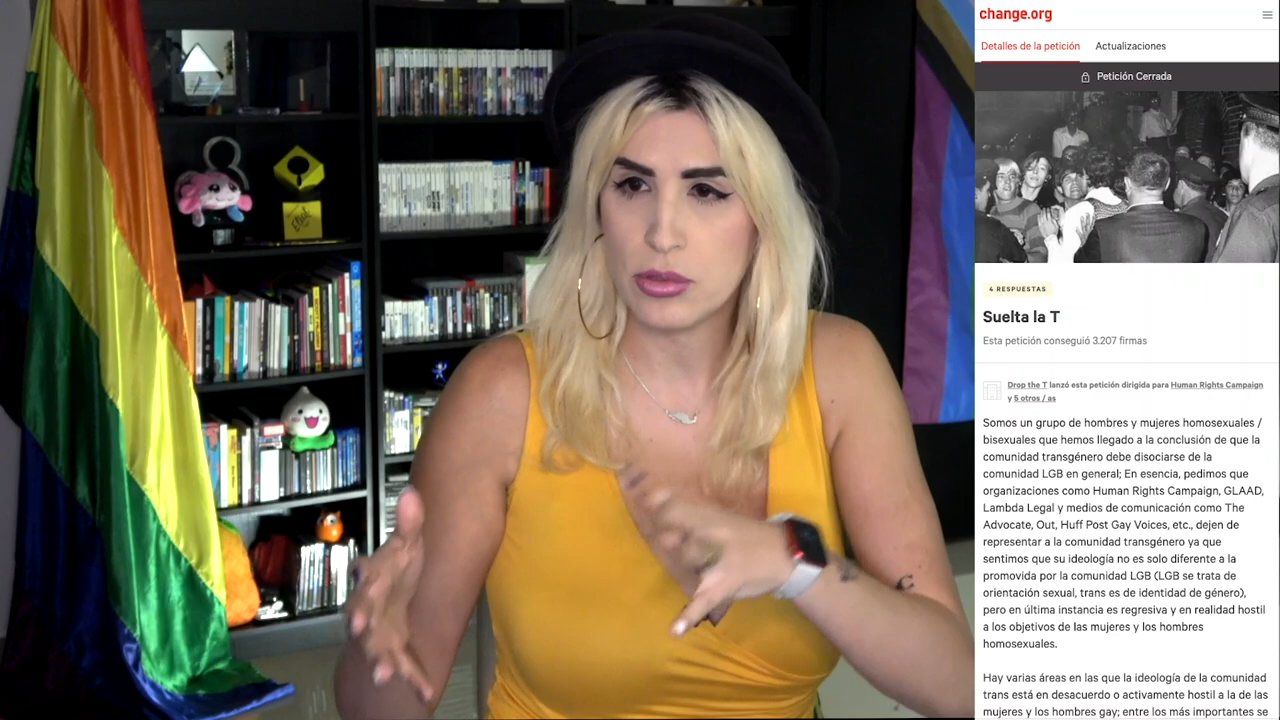 change.org
Detalles de la petición Actualizaciones
Petición Cerrada
4 RESPUESTAS
Suelta la T
Esta petición consiguió 3.207 firmas
Drop the T lanzó esta petición dirigida para Human Rights Campaign
y 5 otros / as
Somos un grupo de hombres y mujeres homosexuales /
bisexuales que hemos llegado a la conclusión de que la
comunidad transgénero debe disociarse de la
comunidad LGB en general; En esencia, pedimos que
organizaciones como Human Rights Campaign, GLAAD,
Lambda Legal y medios de comunicación como The
Advocate, Out, Huff Post Gay Voices, etc., dejen de
representar a la comunidad transgénero ya que
sentimos que su ideología no es solo diferente a la
promovida por la comunidad LGB (LGB se trata de
orientación sexual, trans es de identidad de género),
pero en última instancia es regresiva y en realidad hostil
a los objetivos de las mujeres y los hombres
homosexuales.
Hay varias áreas en las que la ideología de la comunidad
trans está en desacuerdo o activamente hostil a la de las
mujeres y los hombres gay; entre los más importantes se